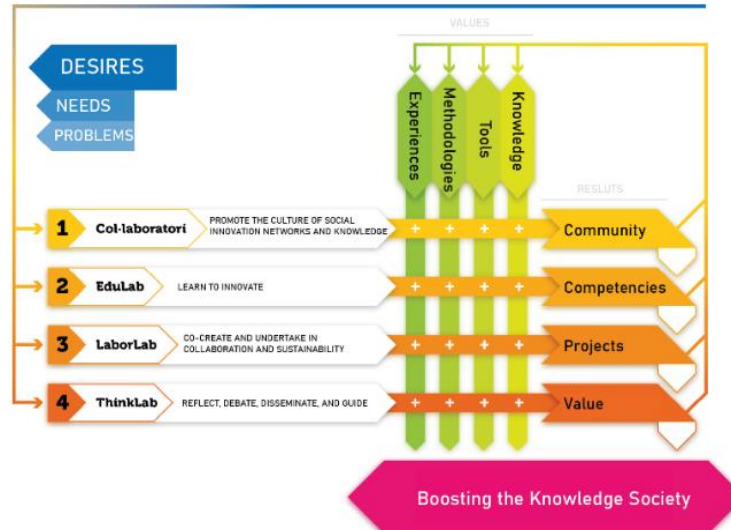 VALUES
DESIRES
NEEDS
PROBLEMS
Experiences
Methodologies
Tools
Knowledge
RESLUTS
1
Col·laboratori
PROMOTE THE CULTURE OF SOCIAL
INNOVATION NETWORKS AND KNOWLEDGE
+ + + +
Community
2
EduLab
LEARN TO INNOVATE
+ + + +
Competencies
3
LaborLab
CO-CREATE AND UNDERTAKE IN
COLLABORATION AND SUSTAINABILITY
+ + + +
Projects
4
ThinkLab
REFLECT, DEBATE, DISSEMINATE, AND GUIDE
+ + + +
Value
Boosting the Knowledge Society